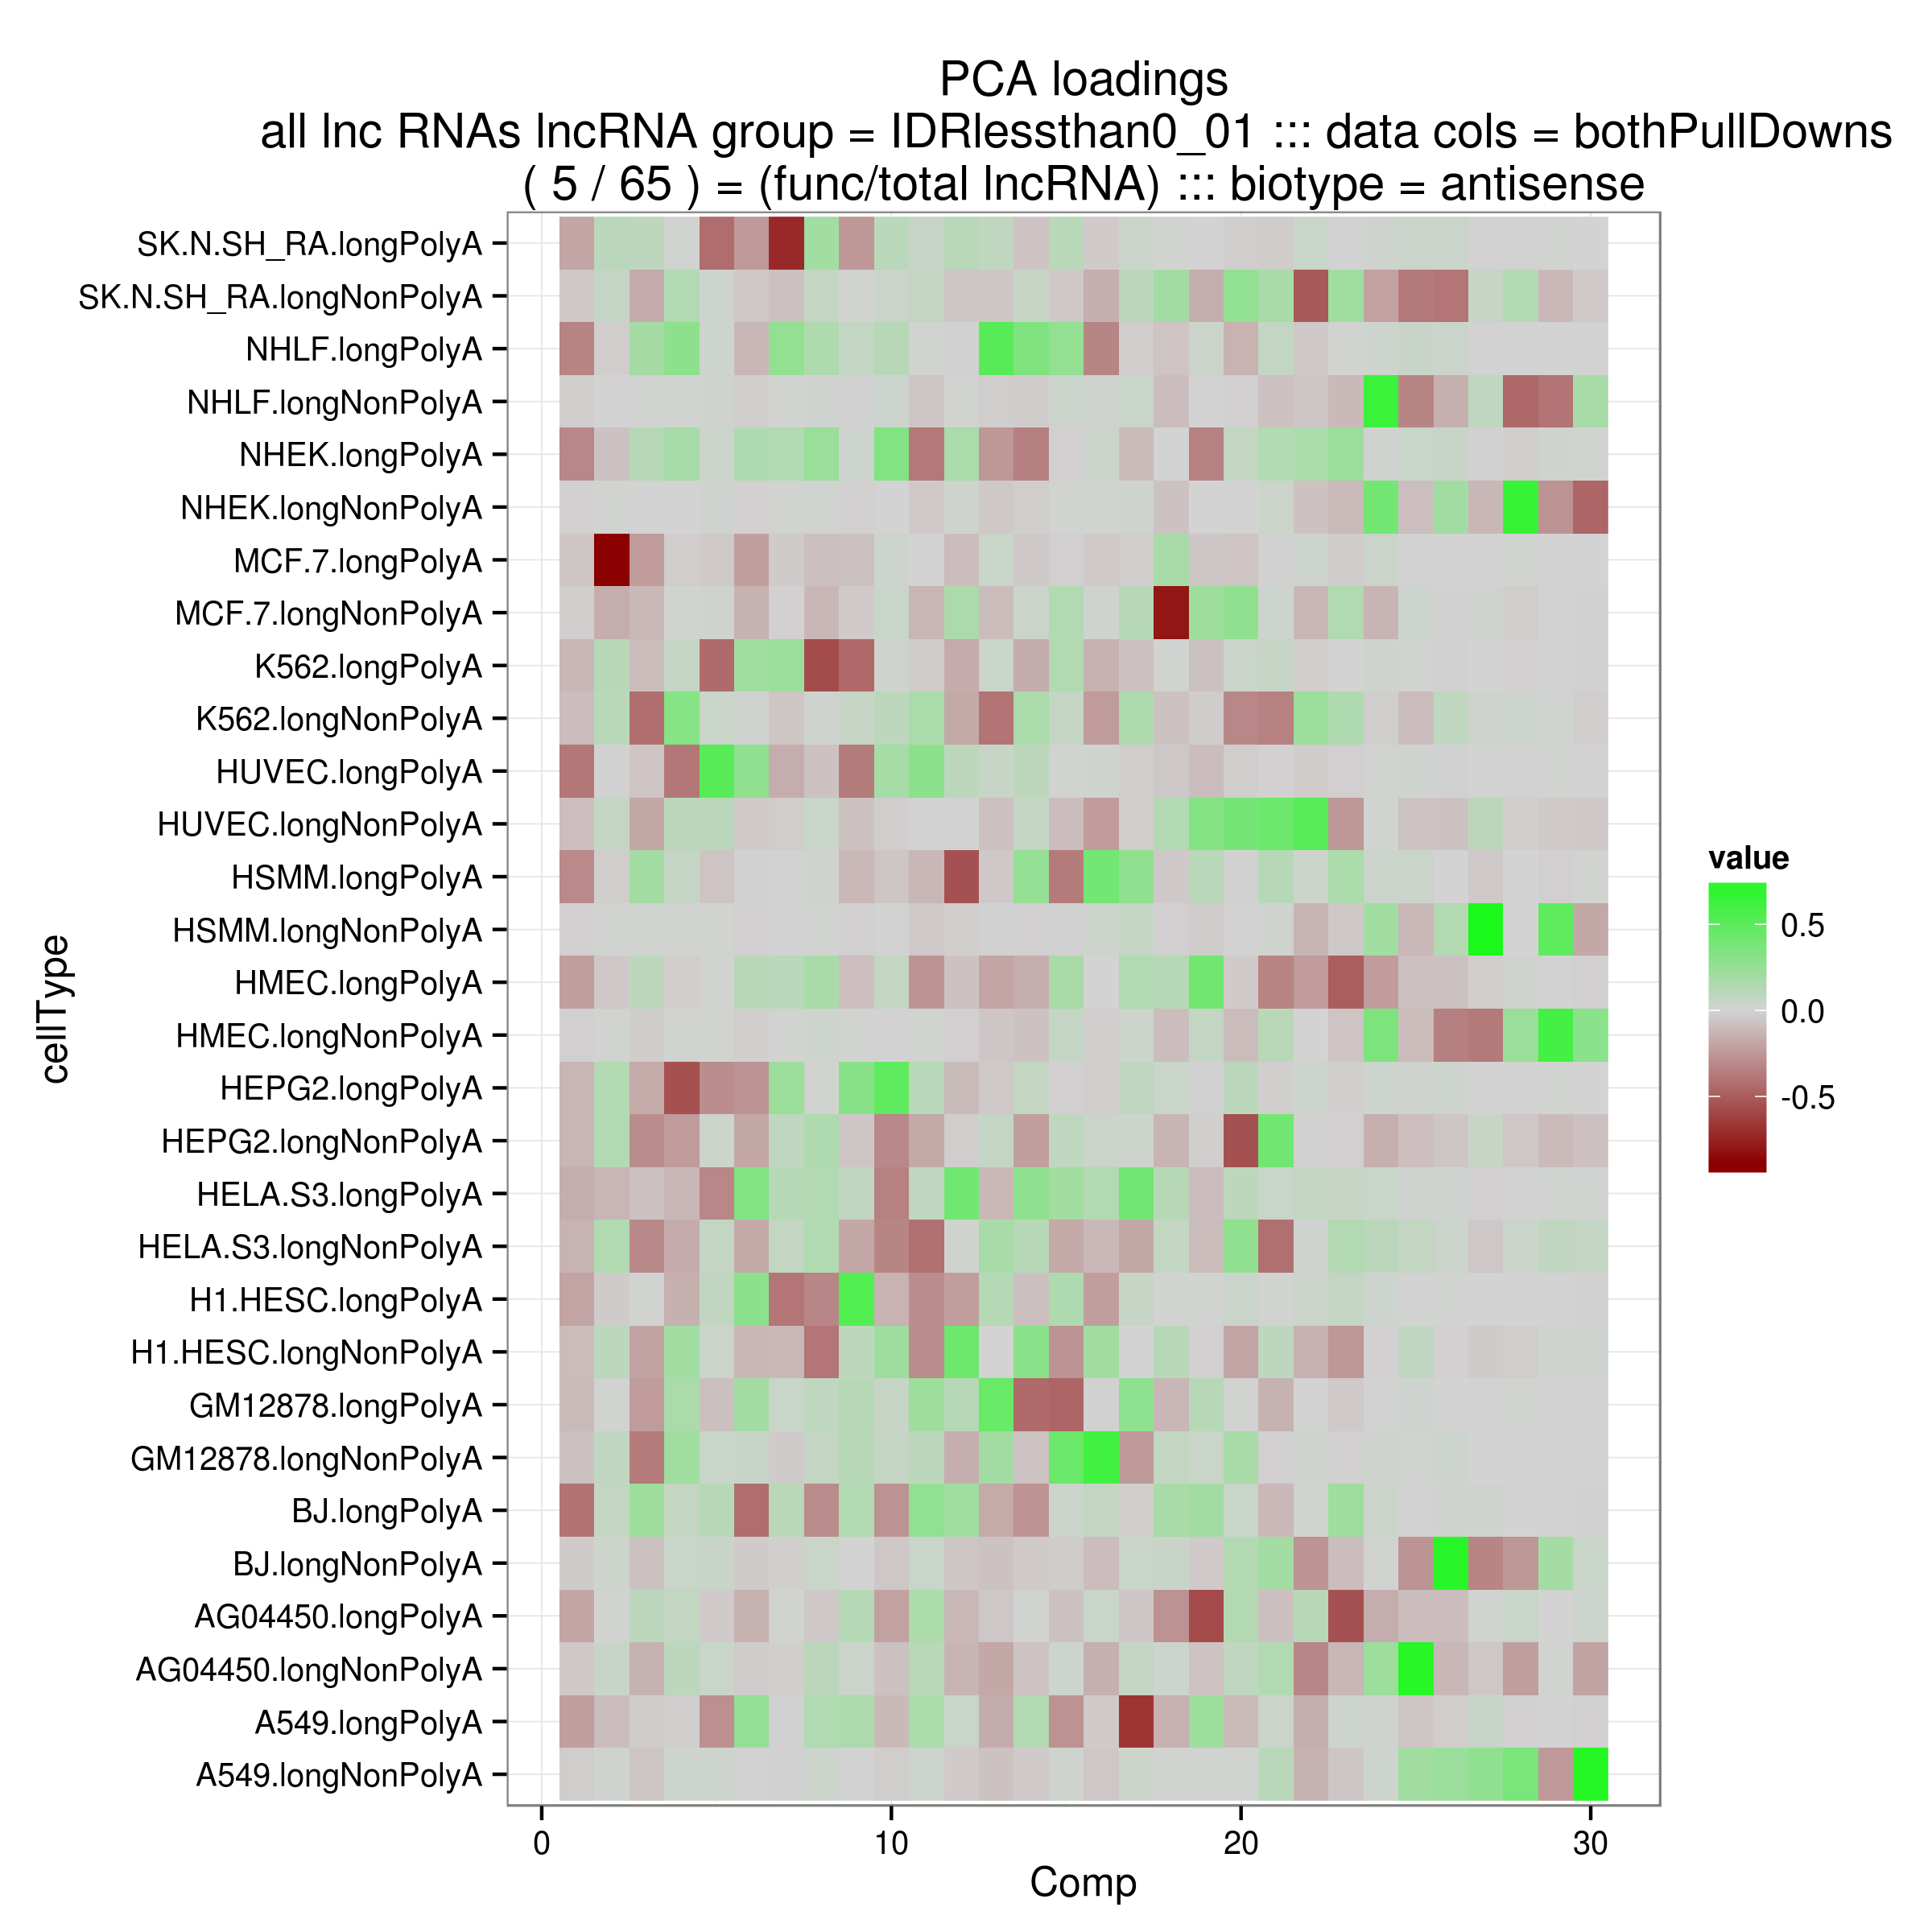 PCA loadings
all lnc RNAs lncRNA group = IDRlessthan0_01 ::: data cols = bothPullDowns
( 5 / 65 ) = (func/total lncRNA) ::: biotype = antisense
SK.N.SH_RA.longPolyA
SK.N.SH_RA.longNonPolyA
NHLF.longPolyA
NHLF.longNonPolyA
NHEK.longPolyA
NHEK.longNonPolyA
MCF.7.longPolyA
MCF.7.longNonPolyA
K562.longPolyA
K562.longNonPolyA
HUVEC.longPolyA
HUVEC.longNonPolyA
HSMM.longPolyA
HSMM.longNonPolyA
HMEC.longPolyA
HMEC.longNonPolyA
HEPG2.longPolyA
HEPG2.longNonPolyA
HELA.S3.longPolyA
HELA.S3.longNonPolyA
H1.HESC.longPolyA
H1.HESC.longNonPolyA
GM12878.longPolyA
GM12878.longNonPolyA
BJ.longPolyA
BJ.longNonPolyA
AG04450.longPolyA
AG04450.longNonPolyA
A549.longPolyA
A549.longNonPolyA
cellType
0 10 20 30
Comp
value
0.5
0.0
-0.5